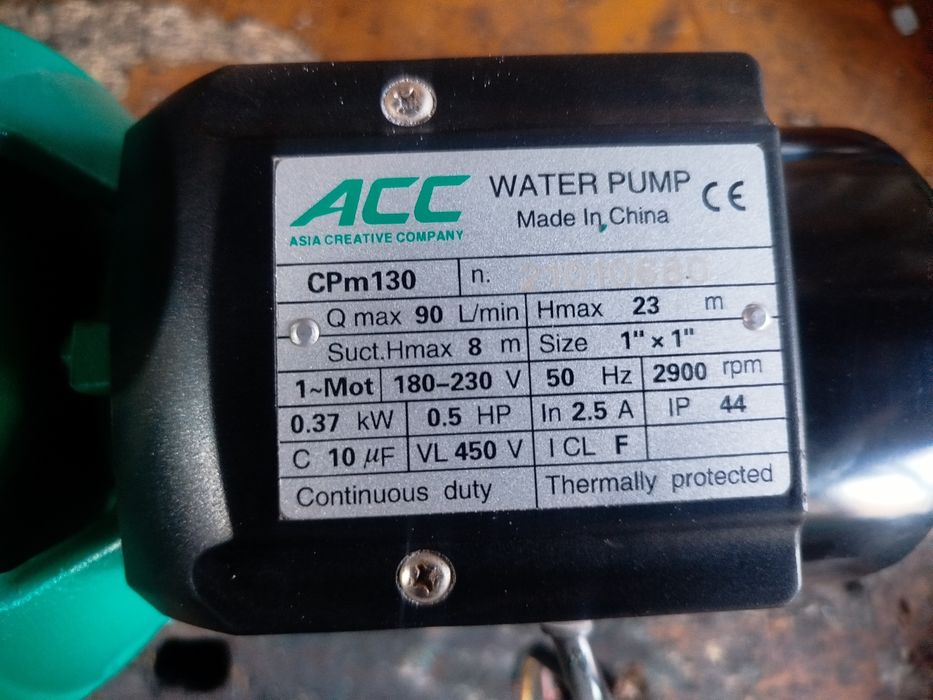 ACC
ASIA CREATIVE COMPANY
WATER PUMP
Made In China
CE
CPm130 n. 21010680
Q max 90 L/min Hmax 23 m
Suct.Hmax 8 m Size 1" × 1"
1~Mot 180-230 V 50 Hz 2900 rpm
0.37 kW 0.5 HP In 2.5 A IP 44
C 10 μF VL 450 V I CL F
Continuous duty Thermally protected